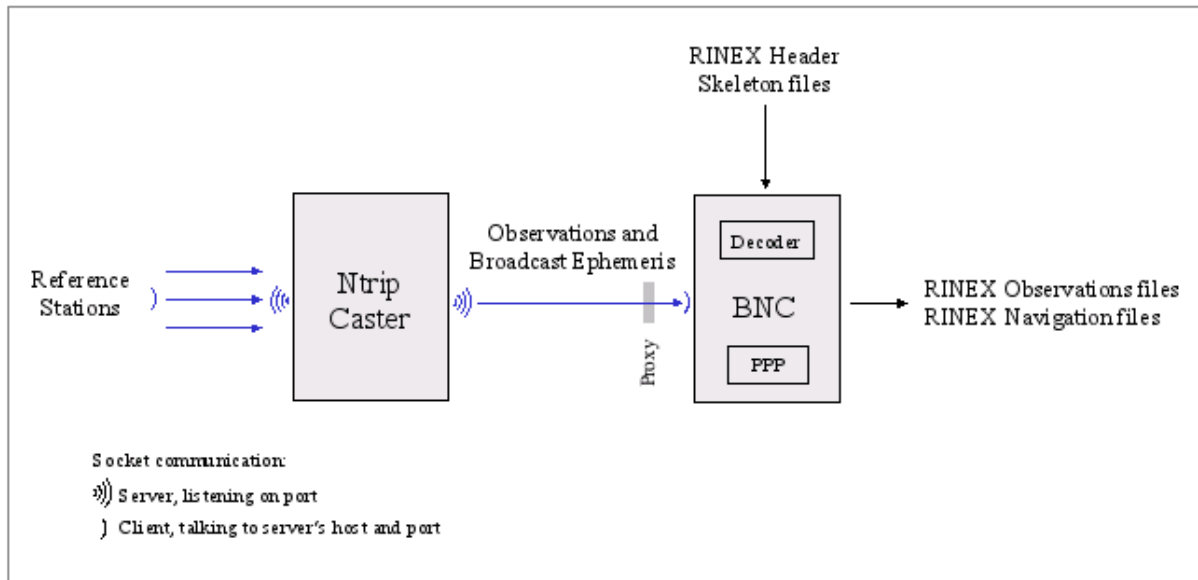 RINEX Header
Skeleton files
Reference
Stations
Ntrip
Caster
Observations and
Broadcast Ephemeris
Proxy
Decoder
BNC
PPP
RINEX Observations files
RINEX Navigation files
Socket communication:
Server, listening on port
Client, talking to server's host and port